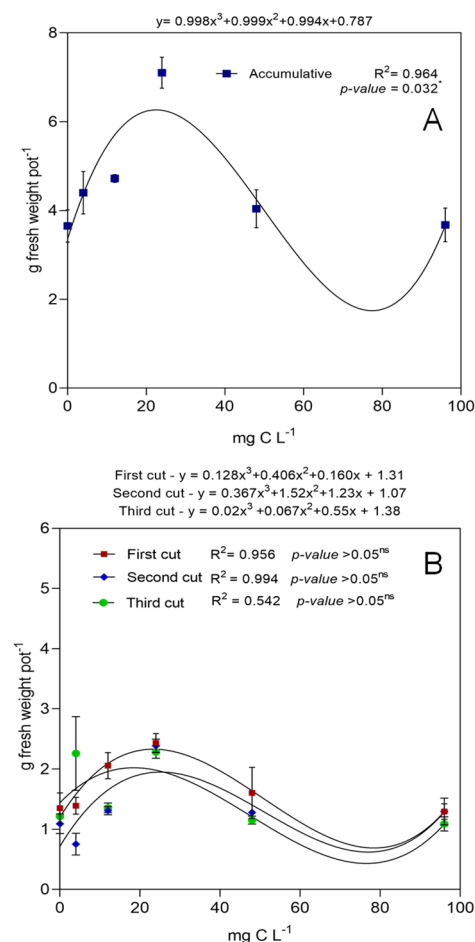 y= 0.998x³+0.999x²+0.994x+0.787
8
Accumulative
R²= 0.964
p-value = 0.032*
A
6
4
2
0
g fresh weight pot⁻¹
0 20 40 60 80 100
mg C L⁻¹
First cut - y = 0.128x³+0.406x²+0.160x + 1.31
Second cut - y = 0.367x³+1.52x²+1.23x + 1.07
Third cut - y = 0.02x³ +0.067x²+0.55x + 1.38
6
First cut R²= 0.956 p-value >0.05ⁿˢ
Second cut R² = 0.994 p-value >0.05ⁿˢ
Third cut R² = 0.542 p-value >0.05ⁿˢ
B
5
4
3
2
1
0
g fresh weight pot⁻¹
0 20 40 60 80 100
mg C L⁻¹